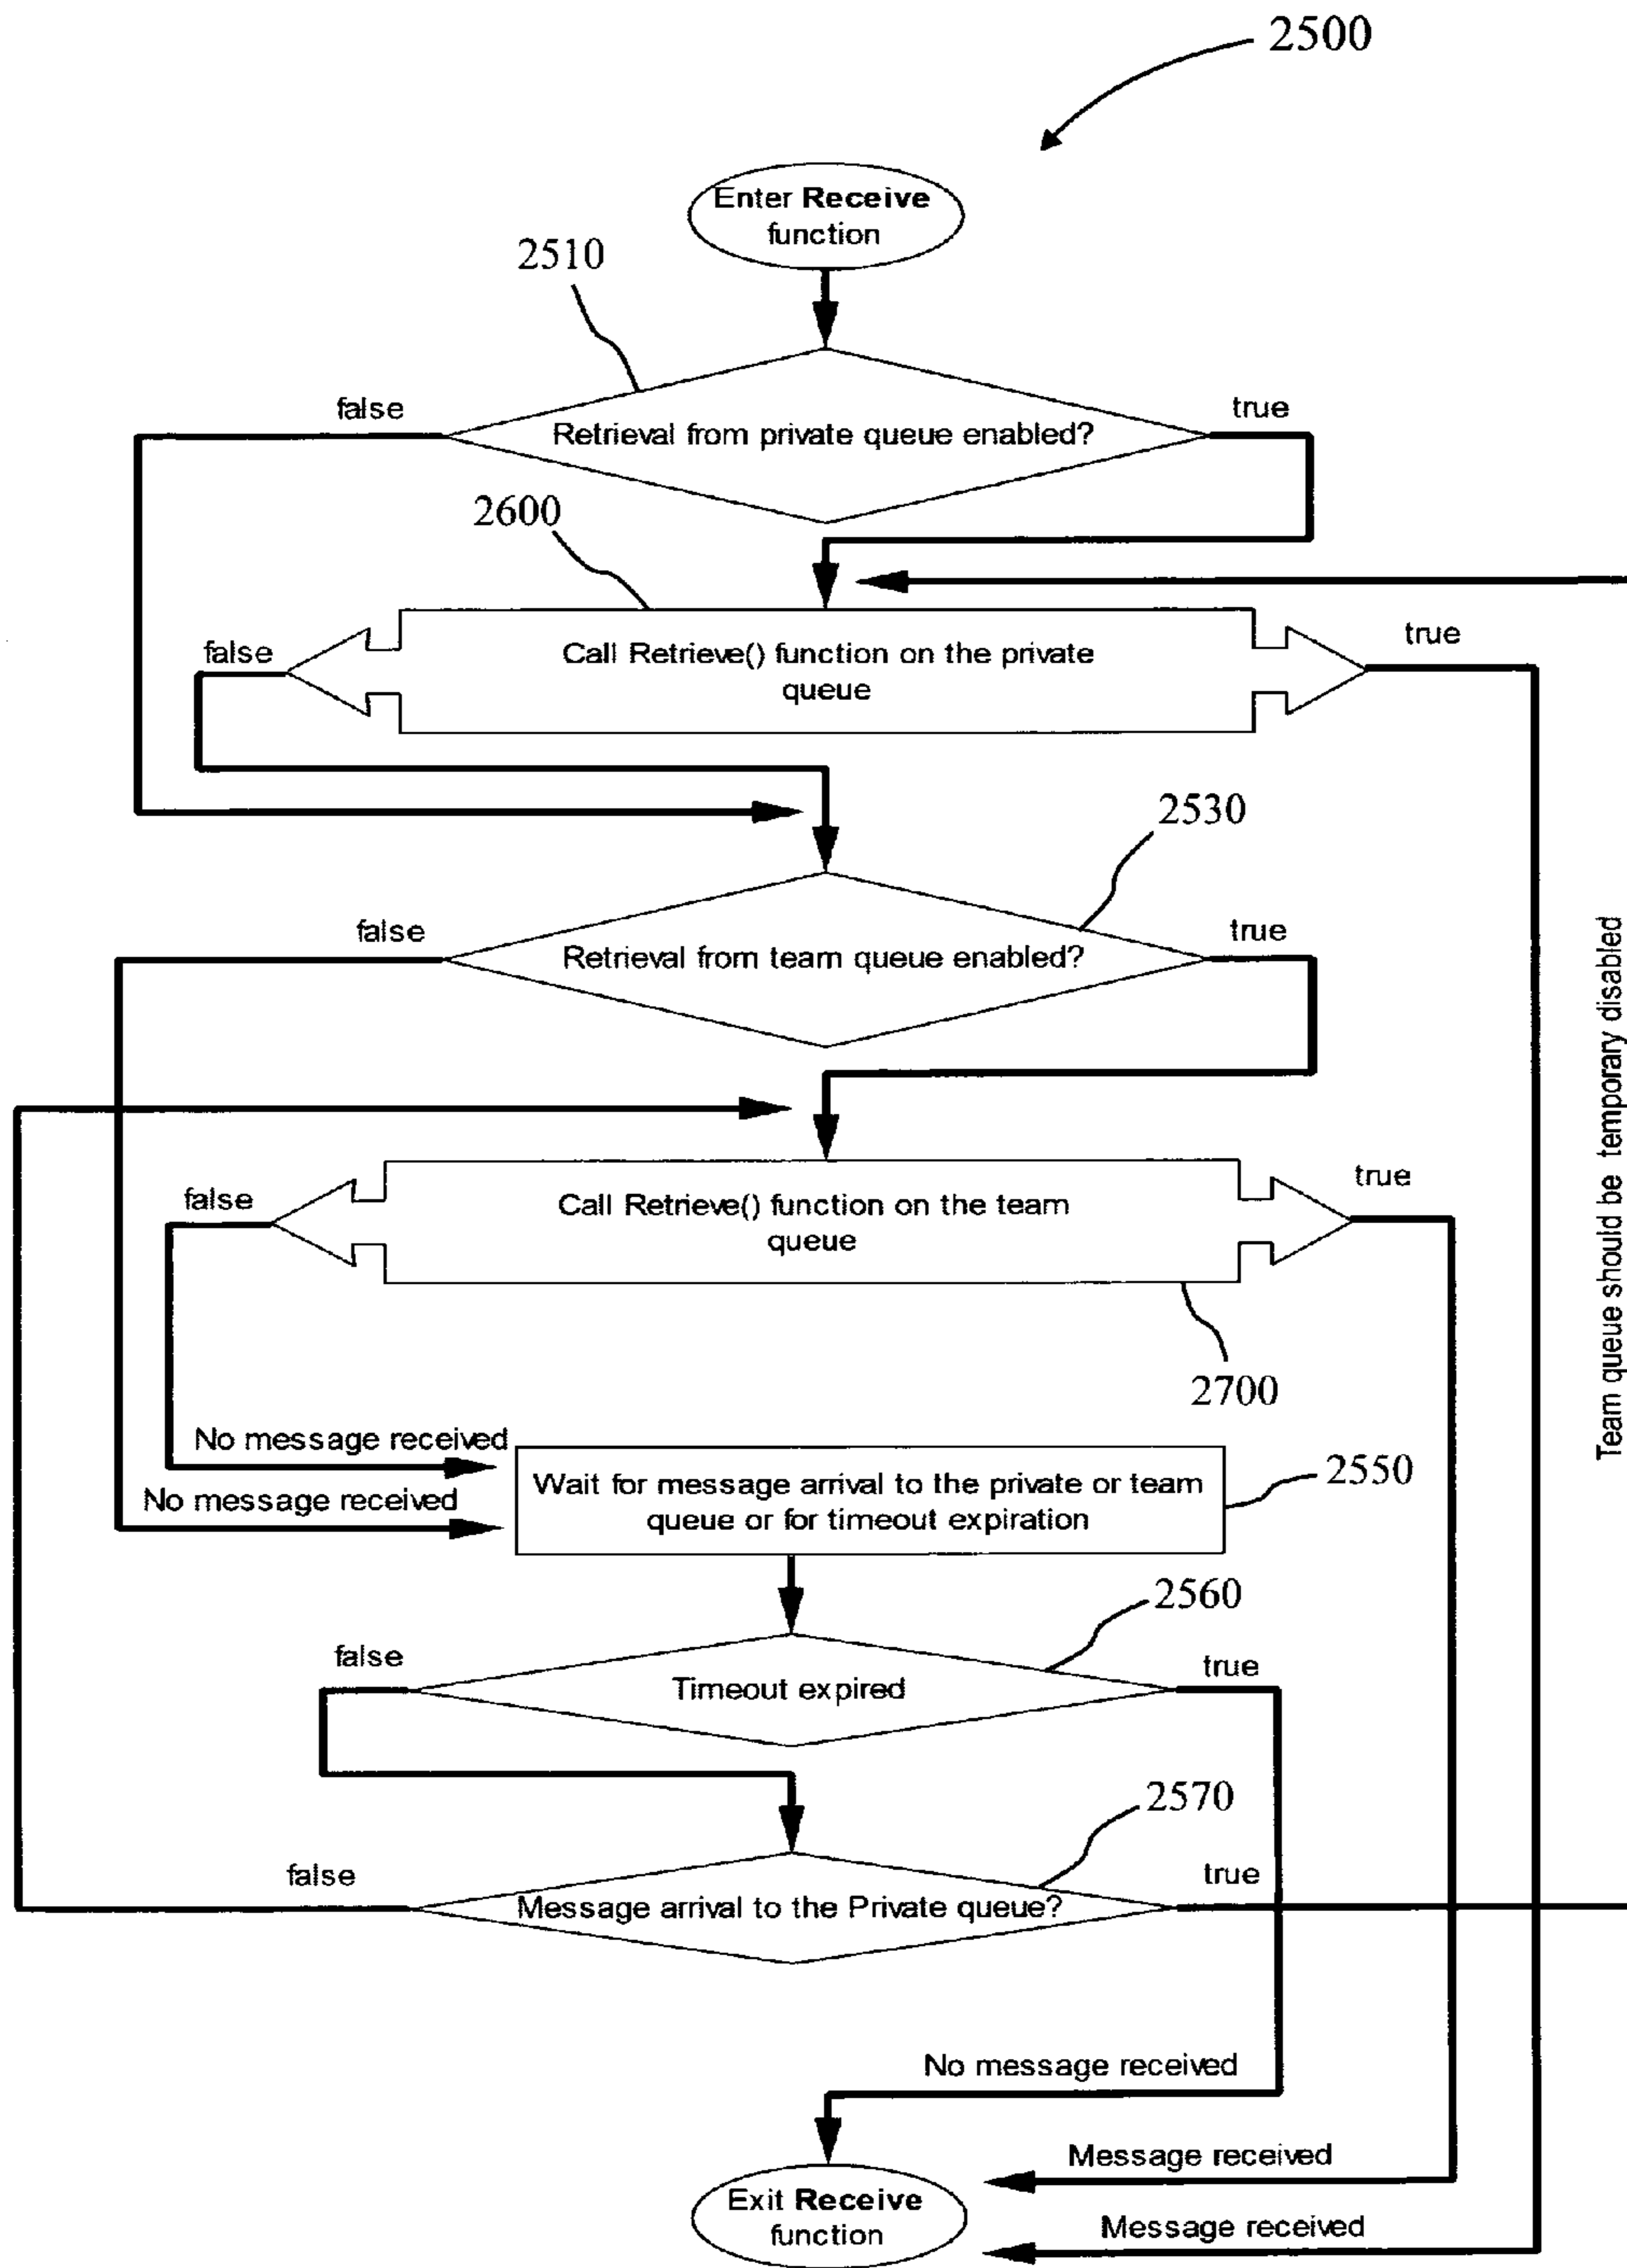 2500
Enter Receive
function
2510
false
true
Retrieval from private queue enabled?
2600
false
true
Call Retrieve() function on the private
queue
2530
false
true
Retrieval from team queue enabled?
Team queue should be temporary disabled
false
true
Call Retrieve() function on the team
queue
2700
No message received
No message received
Wait for message arrival to the private or team
queue or for timeout expiration
2550
2560
false
true
Timeout expired
2570
false
true
Message arrival to the Private queue?
No message received
Message received
Exit Receive
function
Message received